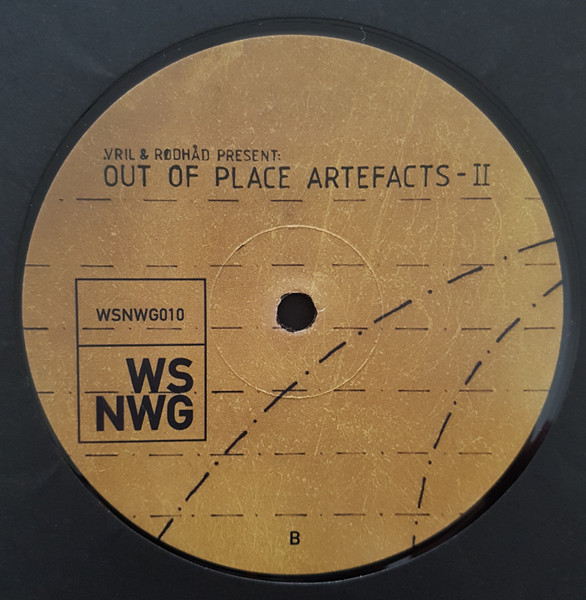 .VRIL & RØDHÅD PRESENT:
OUT OF PLACE ARTEFACTS - II
WSNWG010
WS
NWG
B